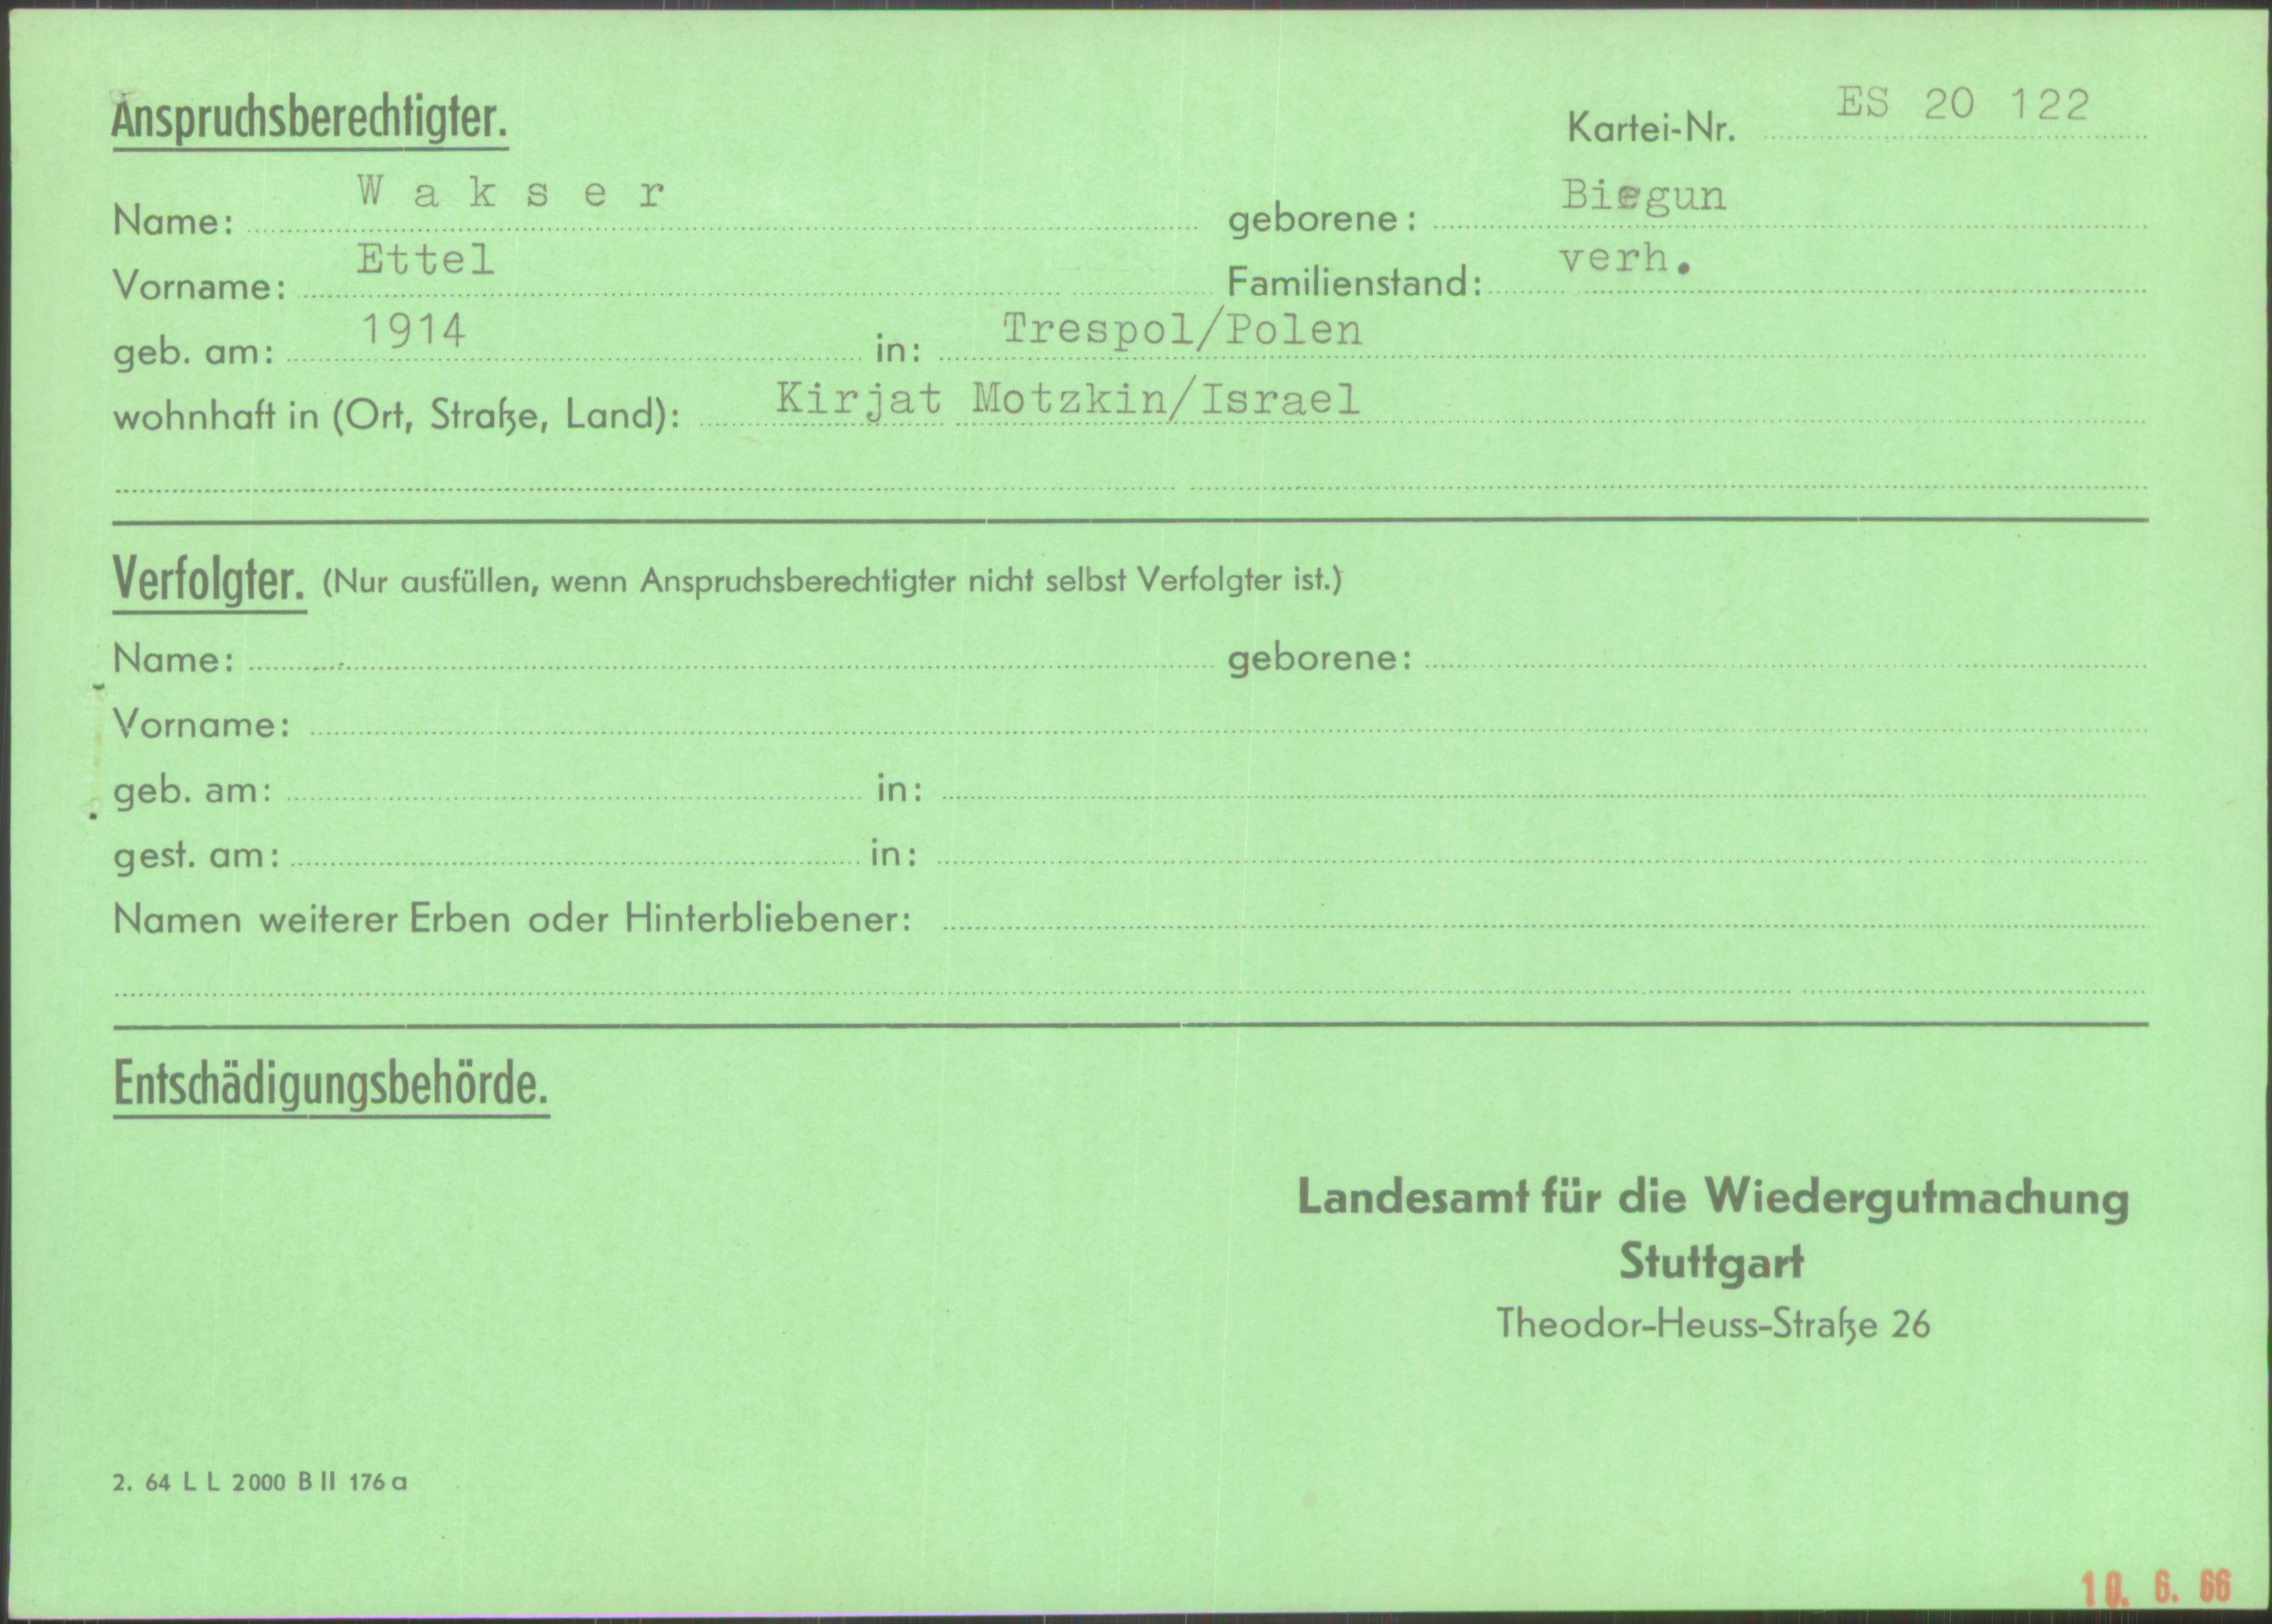 Anspruchsberechtigter.
Kartei-Nr. ES 20 122
Name: Wakser geborene: Biegun
Vorname: Ettel Familienstand: verh.
geb. am: 1914 in: Trespol/Polen
wohnhaft in (Ort, Straße, Land): Kirjat Motzkin/Israel
Verfolgter. (Nur ausfüllen, wenn Anspruchsberechtigter nicht selbst Verfolgter ist.)
Name: geborene:
Vorname:
geb. am: in:
gest. am: in:
Namen weiterer Erben oder Hinterbliebener:
Entschädigungsbehörde.
Landesamt für die Wiedergutmachung
Stuttgart
Theodor-Heuss-Straße 26
2. 64 L L 2000 B II 176 a
10. 6. 66